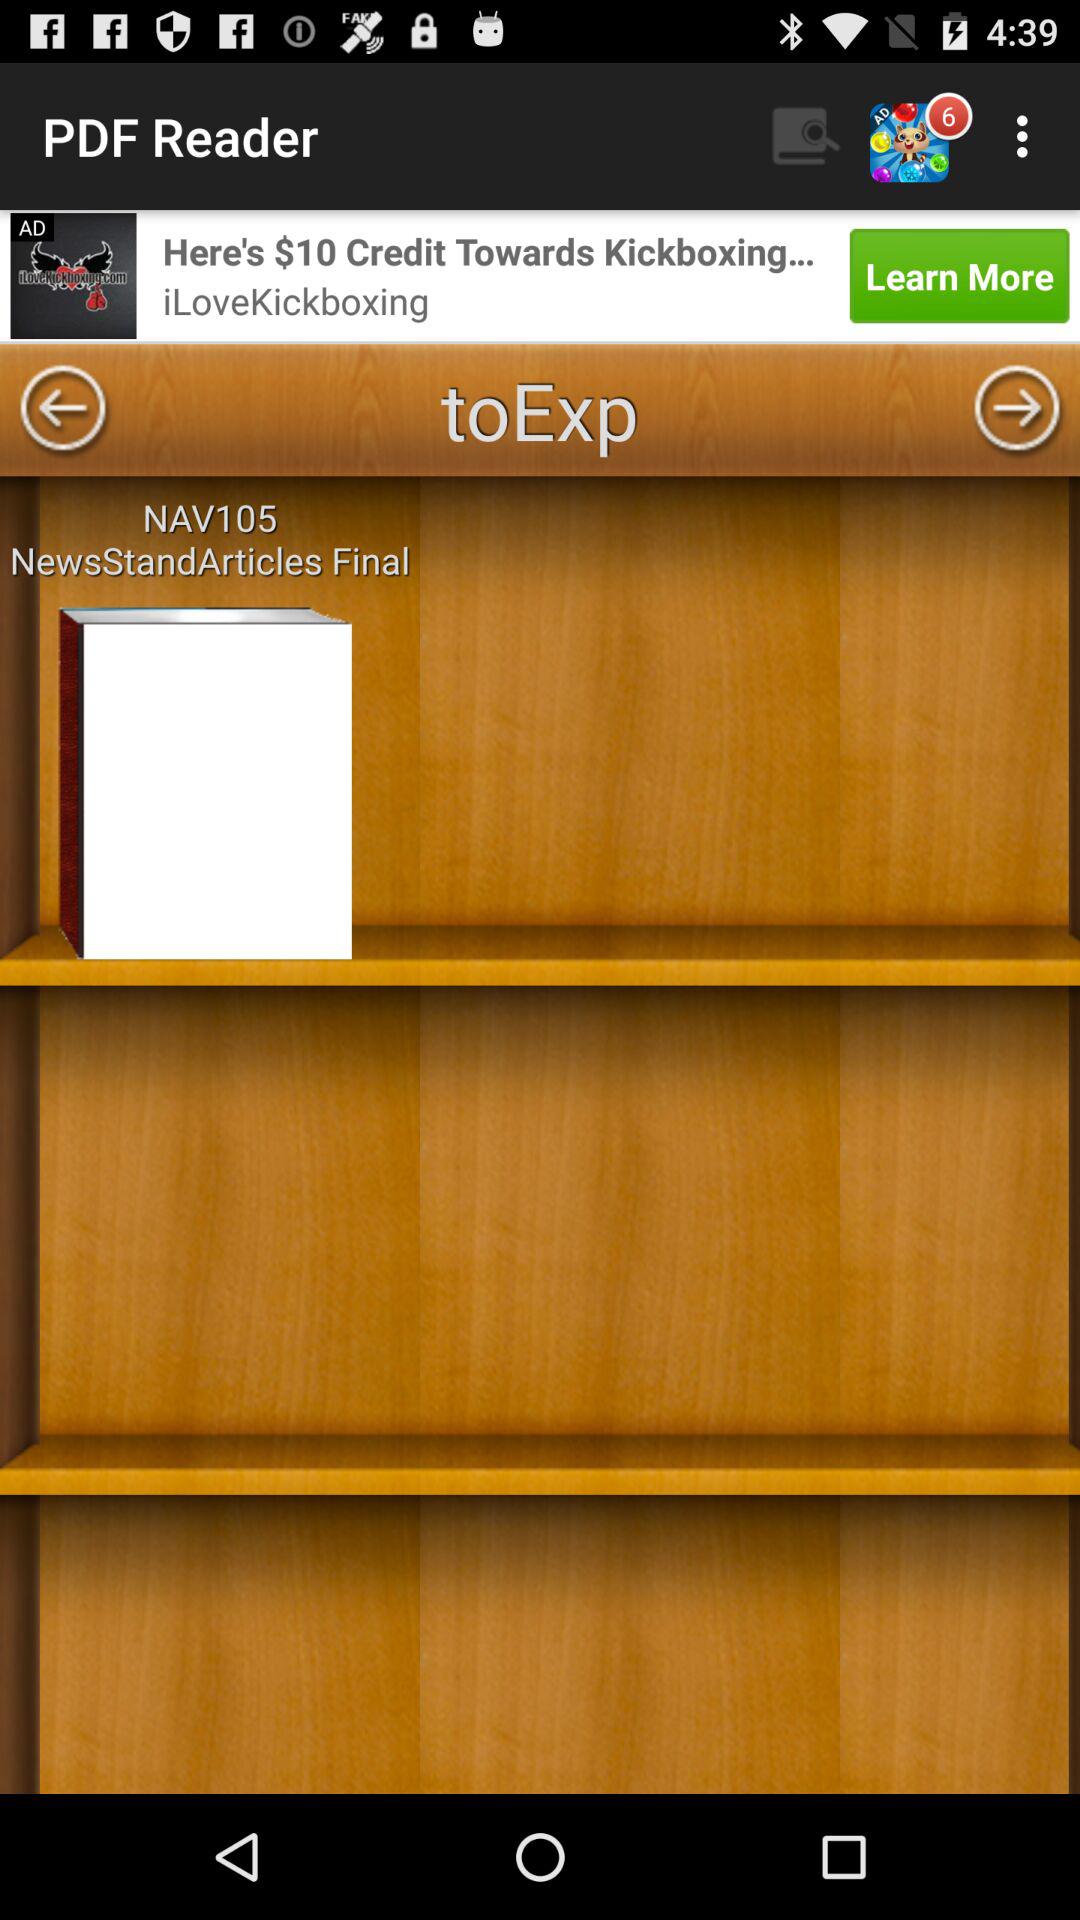 FAK
4:39
PDF Reader
AD
6
AD
iLoveKickboxing.com
Here's $10 Credit Towards Kickboxing...
iLoveKickboxing
Learn More
toExp
NAV105
NewsStandArticles Final